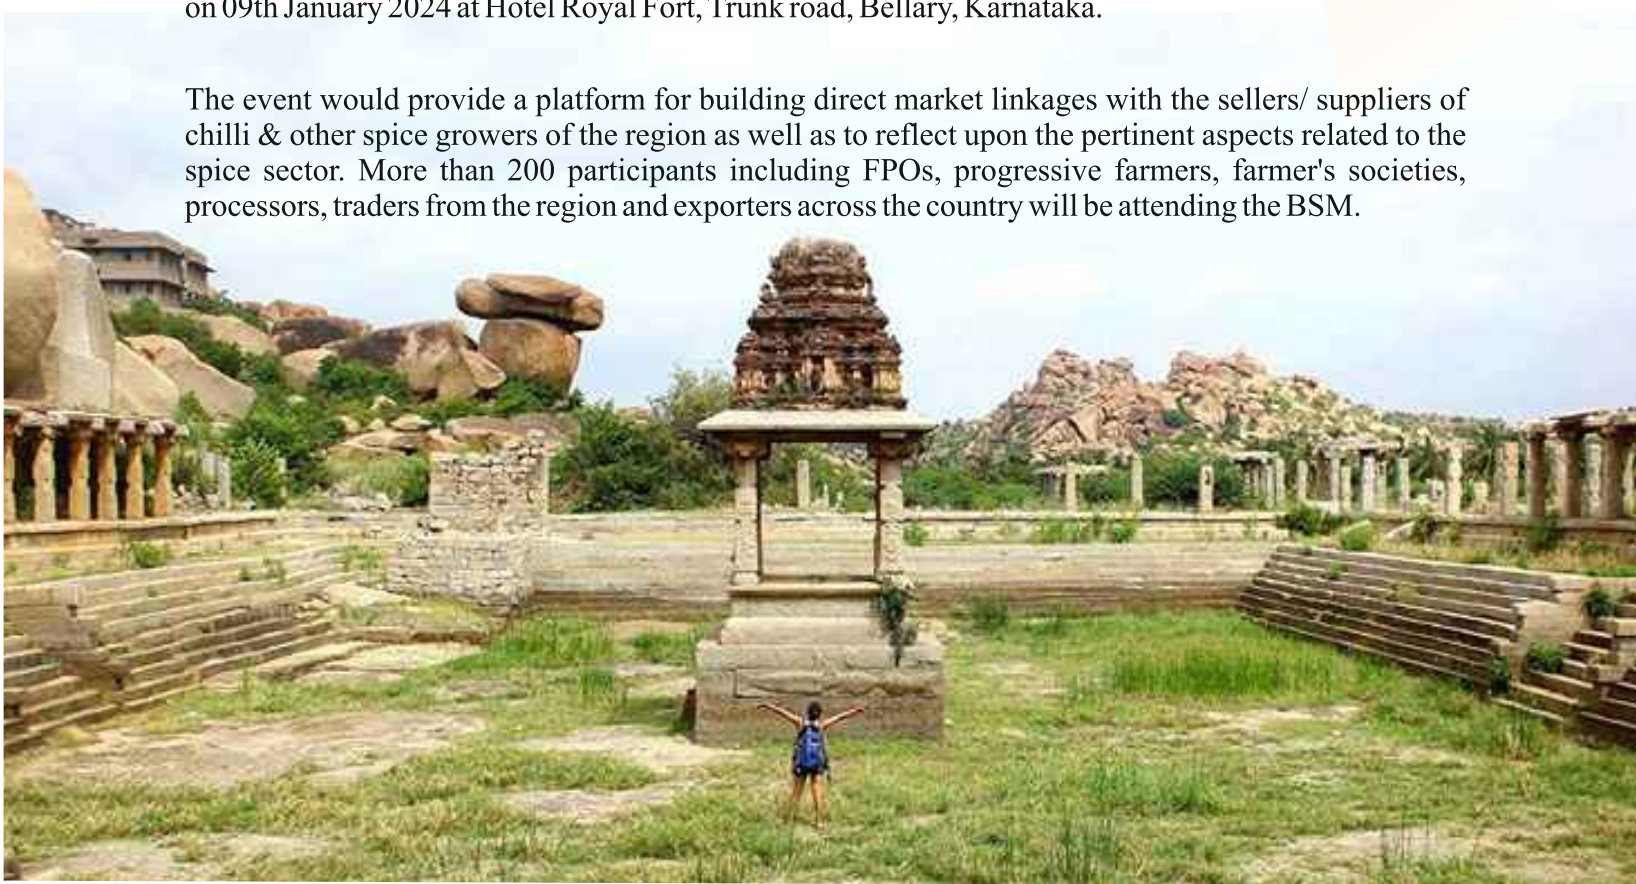 on 09th January 2024 at Hotel Royal Fort, Trunk road, Bellary, Karnataka.
The event would provide a platform for building direct market linkages with the sellers/ suppliers of
chilli & other spice growers of the region as well as to reflect upon the pertinent aspects related to the
spice sector. More than 200 participants including FPOs, progressive farmers, farmer's societies,
processors, traders from the region and exporters across the country will be attending the BSM.